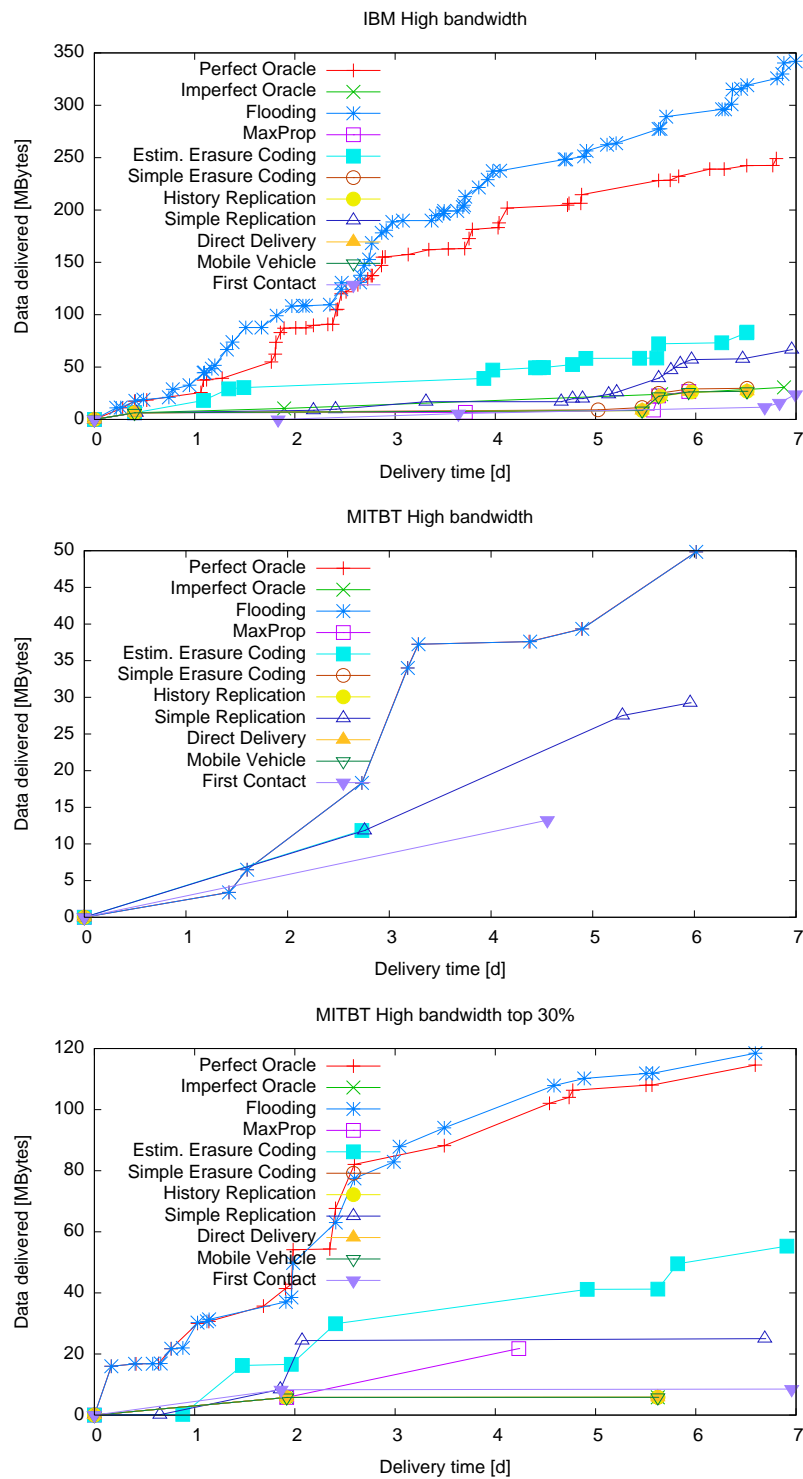 IBM High bandwidth
350
300
250
200
150
100
50
0
Data delivered [MBytes]
Perfect Oracle
Imperfect Oracle
Flooding
MaxProp
Estim. Erasure Coding
Simple Erasure Coding
History Replication
Simple Replication
Direct Delivery
Mobile Vehicle
First Contact
0 1 2 3 4 5 6 7
Delivery time [d]
MITBT High bandwidth
50
45
40
35
30
25
20
15
10
5
0
Data delivered [MBytes]
Perfect Oracle
Imperfect Oracle
Flooding
MaxProp
Estim. Erasure Coding
Simple Erasure Coding
History Replication
Simple Replication
Direct Delivery
Mobile Vehicle
First Contact
0 1 2 3 4 5 6 7
Delivery time [d]
MITBT High bandwidth top 30%
120
100
80
60
40
20
0
Data delivered [MBytes]
Perfect Oracle
Imperfect Oracle
Flooding
MaxProp
Estim. Erasure Coding
Simple Erasure Coding
History Replication
Simple Replication
Direct Delivery
Mobile Vehicle
First Contact
0 1 2 3 4 5 6 7
Delivery time [d]